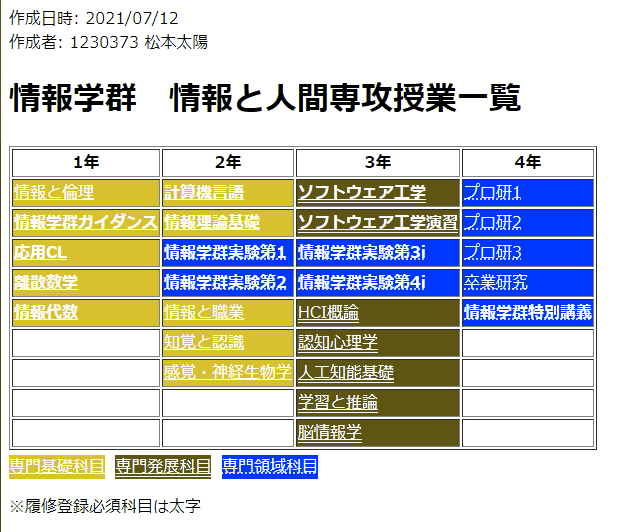 作成日時: 2021/07/12
作成者: 1230373 松本太陽
情報学群　情報と人間専攻授業一覧
1年 2年 3年 4年
情報と倫理 計算機言語 ソフトウェア工学 プロ研1
情報学群ガイダンス 情報理論基礎 ソフトウェア工学演習 プロ研2
応用CL 情報学群実験第1 情報学群実験第3i プロ研3
離散数学 情報学群実験第2 情報学群実験第4i 卒業研究
情報代数 情報と職業 HCI概論 情報学群特別講義
知覚と認識 認知心理学
感覚・神経生物学 人工知能基礎
学習と推論
脳情報学
専門基礎科目 専門発展科目 専門領域科目
※履修登録必須科目は太字